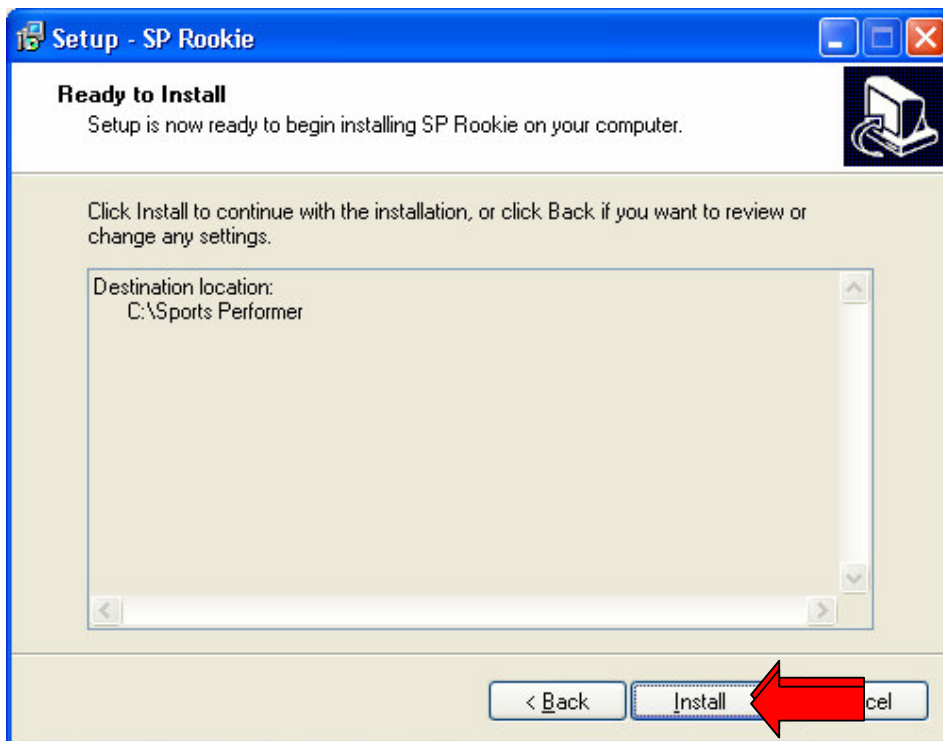 Setup - SP Rookie
Ready to Install
Setup is now ready to begin installing SP Rookie on your computer.
Click Install to continue with the installation, or click Back if you want to review or
change any settings.
Destination location:
C:\Sports Performer
< Back Install cel